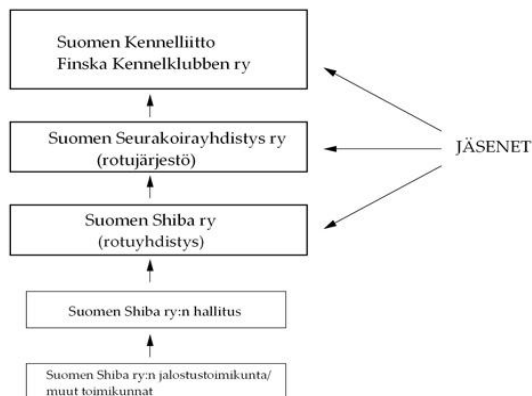 Suomen Kennelliitto
Finska Kennelklubben ry
Suomen Seurakoirayhdistys ry
(rotujärjestö)
JÄSENET
Suomen Shiba ry
(rotuyhdistys)
Suomen Shiba ry:n hallitus
Suomen Shiba ry:n jalostustoimikunta/
muut toimikunnat